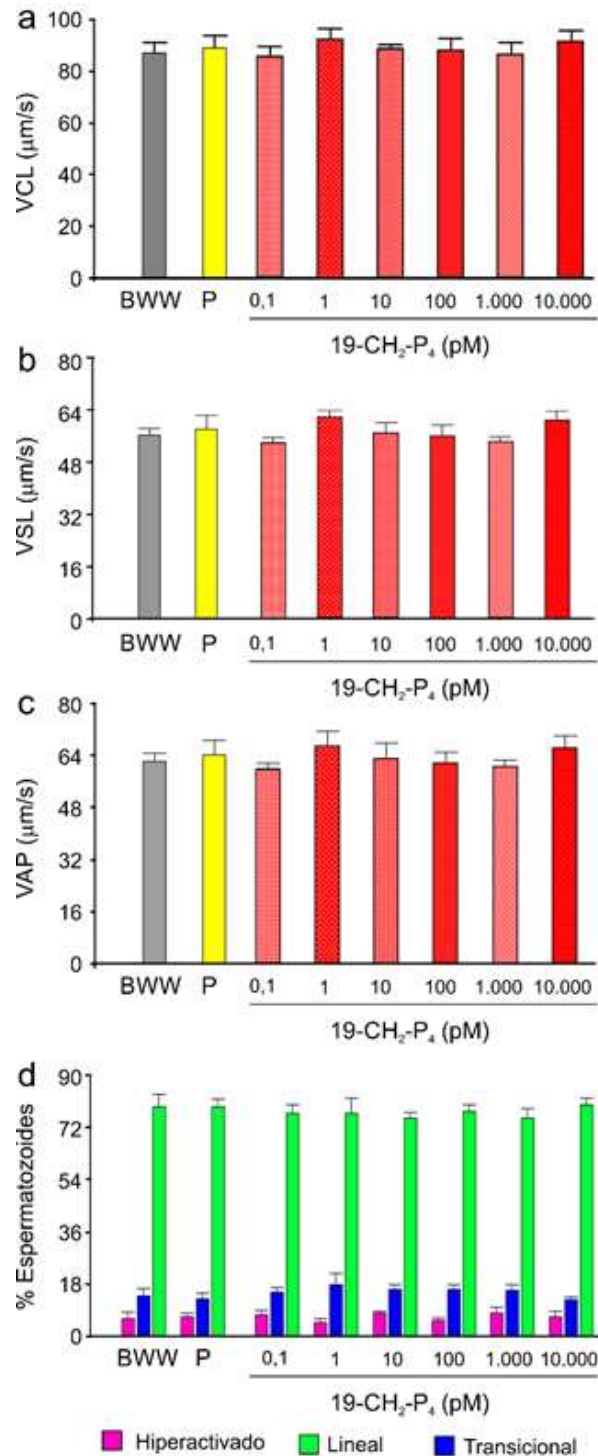 a
VCL (µm/s)
100
80
60
40
20
0
BWW P 0,1 1 10 100 1.000 10.000
19-CH₂-P₄ (pM)
b
VSL (µm/s)
80
64
48
32
16
0
BWW P 0,1 1 10 100 1.000 10.000
19-CH₂-P₄ (pM)
c
VAP (µm/s)
80
64
48
32
16
0
BWW P 0,1 1 10 100 1.000 10.000
19-CH₂-P₄ (pM)
d
% Espermatozoides
90
72
54
36
18
0
BWW P 0,1 1 10 100 1.000 10.000
19-CH₂-P₄ (pM)
Hiperactivado Lineal Transicional